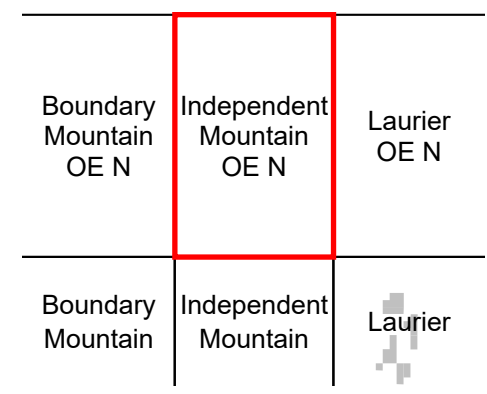 Boundary
Mountain
OE N
Independent
Mountain
OE N
Laurier
OE N
Boundary
Mountain
Independent
Mountain
Laurier